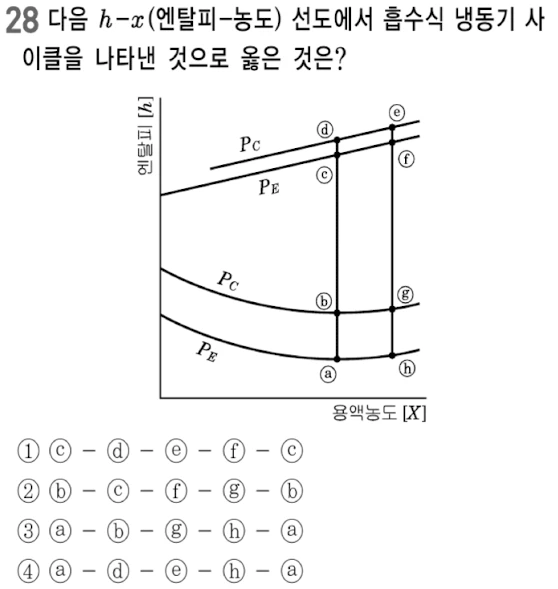 28 다음 h-x(엔탈피-농도) 선도에서 흡수식 냉동기 사
이클을 나타낸 것으로 옳은 것은?
엔탈피 [h]
ⓔ
ⓓ
PC
ⓒ
ⓕ
PE
PC
ⓑ
ⓖ
PE
ⓐ
ⓗ
용액농도 [X]
① ⓒ - ⓓ - ⓔ - ⓕ - ⓒ
② ⓑ - ⓒ - ⓕ - ⓖ - ⓑ
③ ⓐ - ⓑ - ⓖ - ⓗ - ⓐ
④ ⓐ - ⓓ - ⓔ - ⓗ - ⓐ